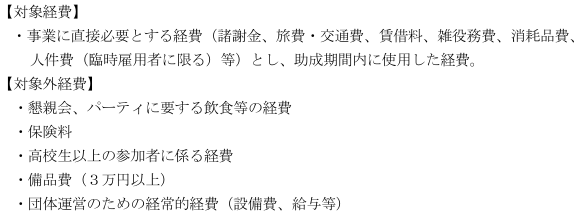 【対象経費】
・事業に直接必要とする経費（諸謝金、旅費・交通費、賃借料、雑役務費、消耗品費、
人件費（臨時雇用者に限る）等）とし、助成期間内に使用した経費。
【対象外経費】
・懇親会、パーティに要する飲食等の経費
・保険料
・高校生以上の参加者に係る経費
・備品費（３万円以上）
・団体運営のための経常的経費（設備費、給与等）